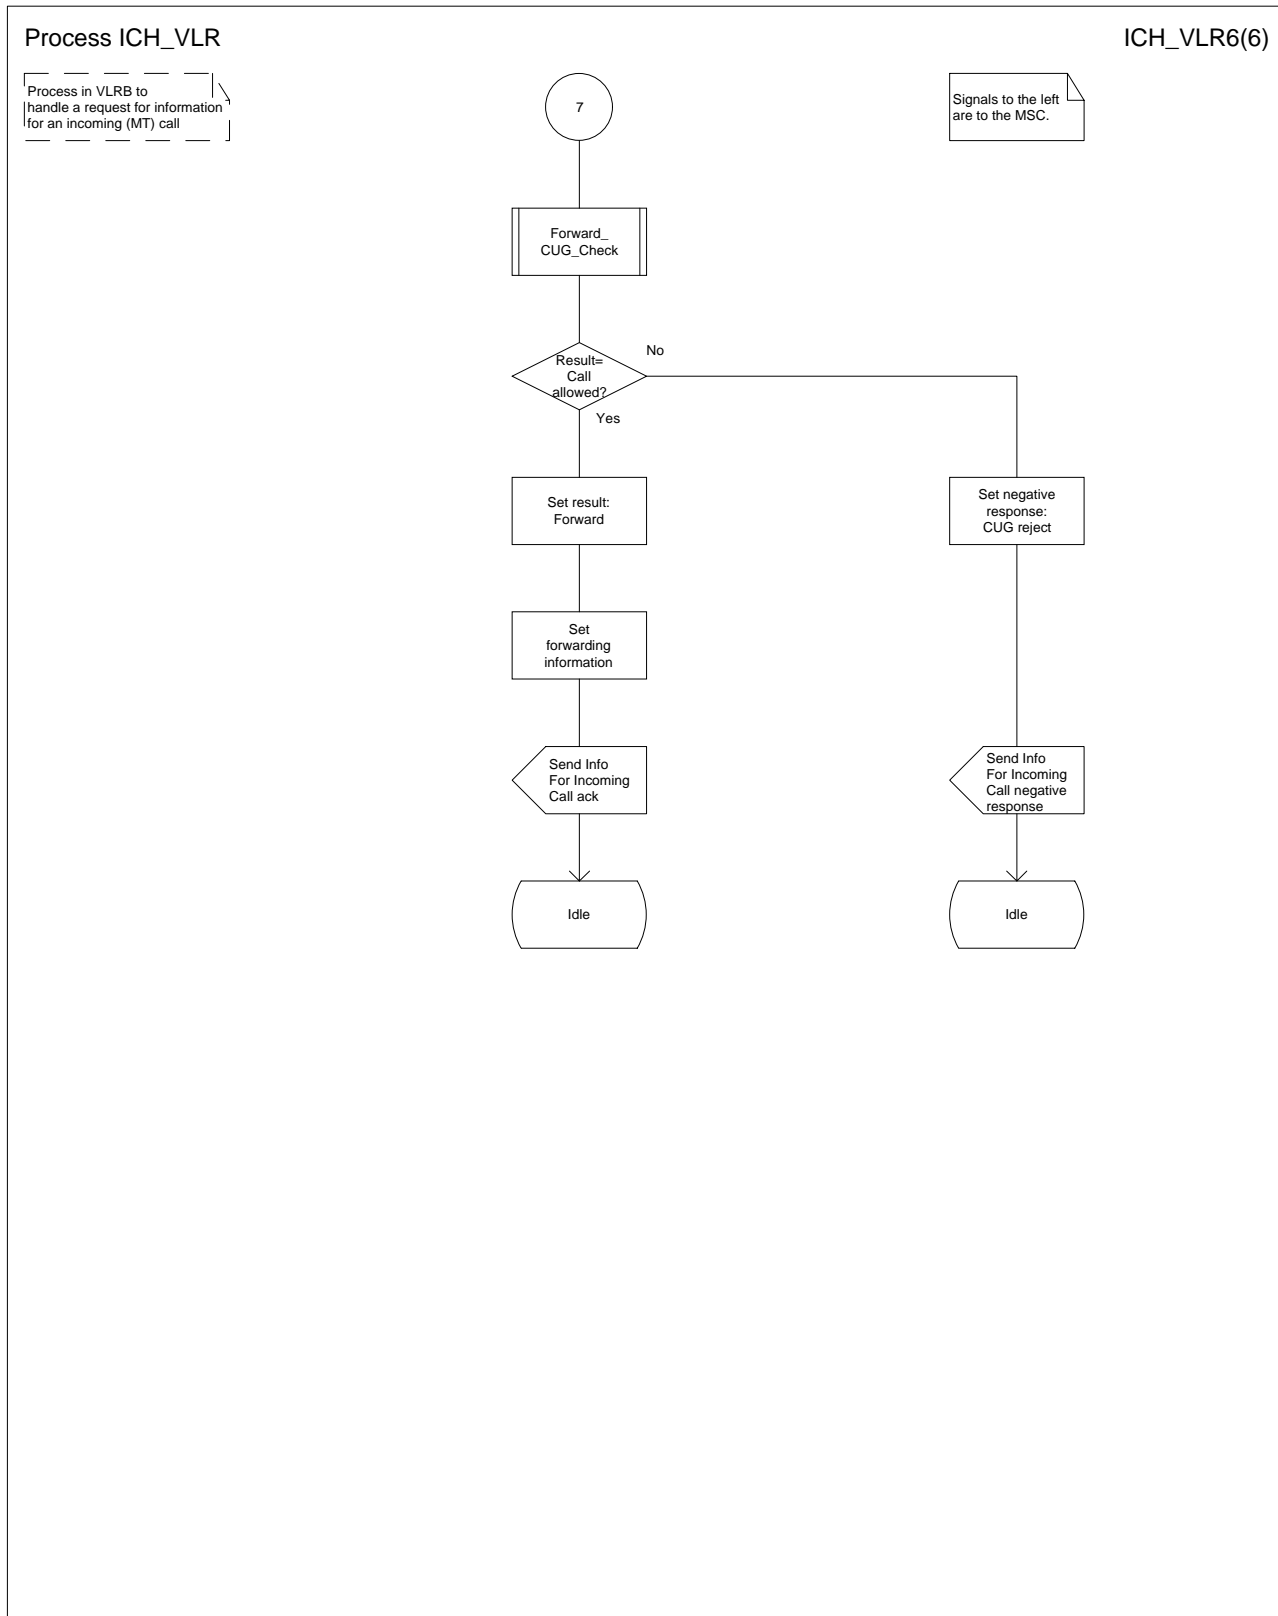 Process ICH_VLR
ICH_VLR6(6)
Process in VLRB to
handle a request for information
for an incoming (MT) call
7
Signals to the left
are to the MSC.
Forward_
CUG_Check
Result=
Call
allowed?
No
Yes
Set result:
Forward
Set negative
response:
CUG reject
Set
forwarding
information
Send Info
For Incoming
Call ack
Send Info
For Incoming
Call negative
response
Idle
Idle